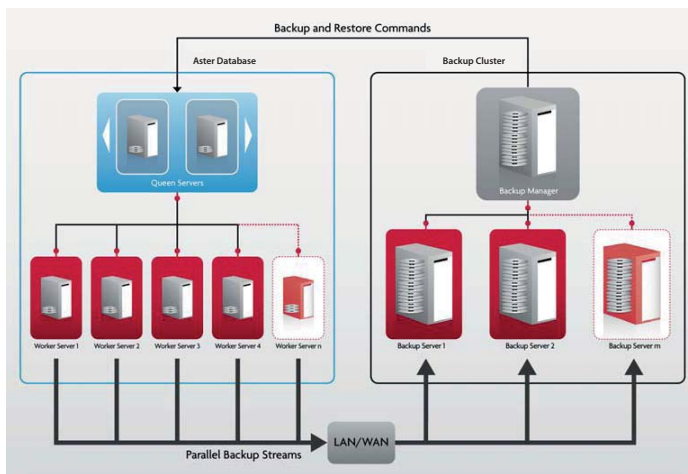 Backup and Restore Commands
Aster Database
Backup Cluster
Queen Servers
Backup Manager
Worker Server 1
Worker Server 2
Worker Server 3
Worker Server 4
Worker Server n
Backup Server 1
Backup Server 2
Backup Server m
LAN/WAN
Parallel Backup Streams